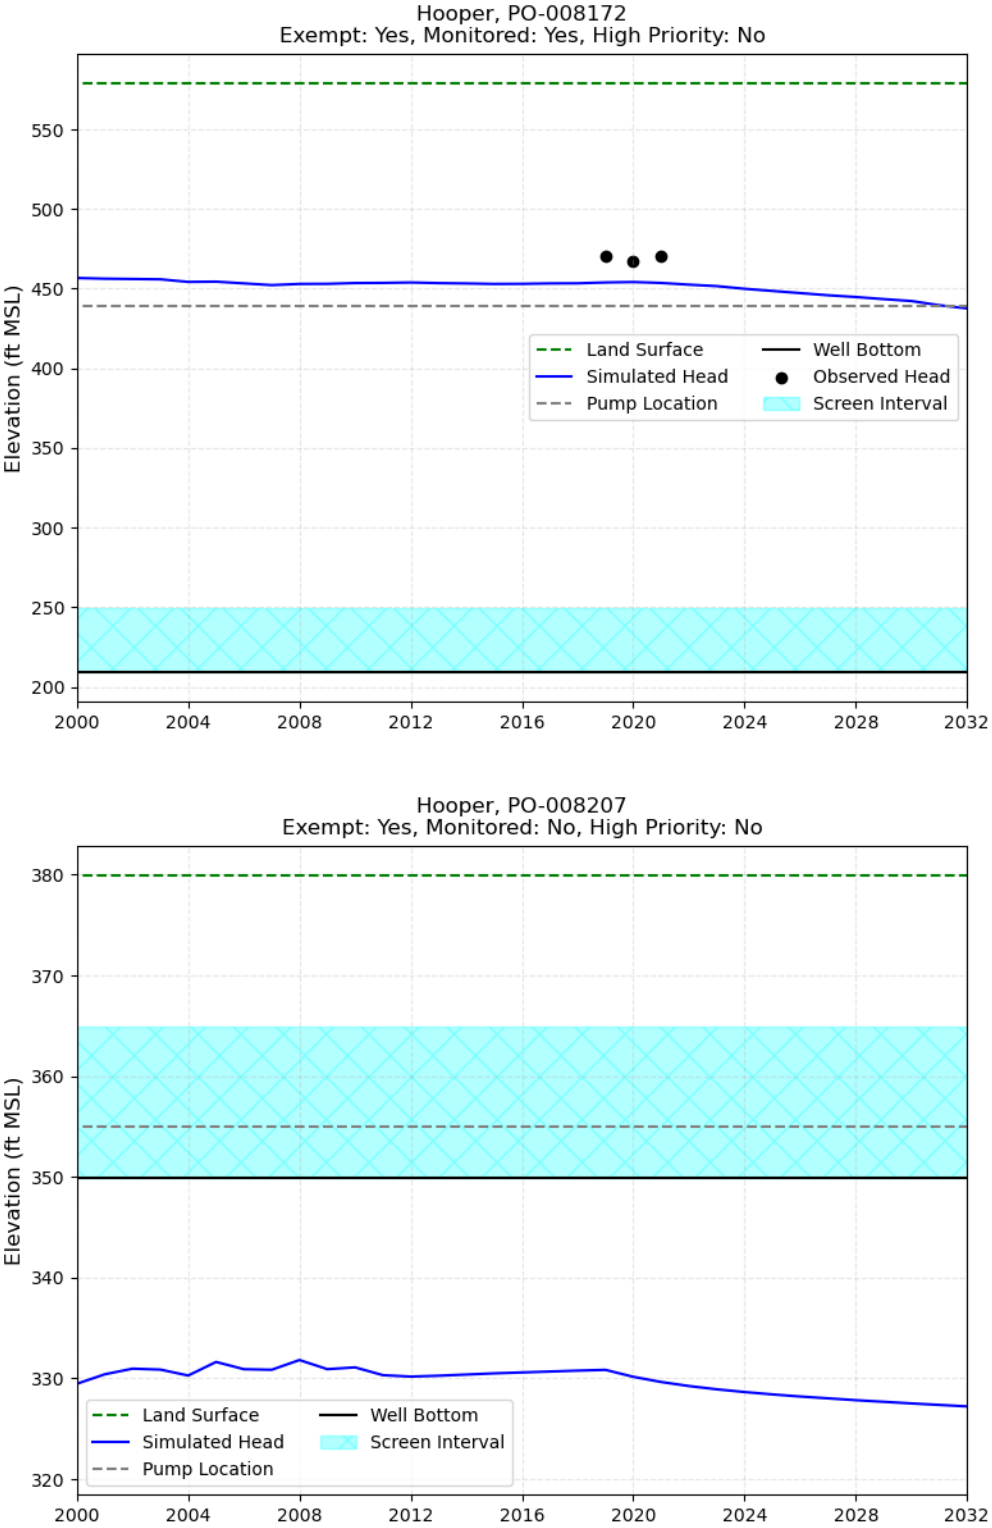 Hooper, PO-008172
Exempt: Yes, Monitored: Yes, High Priority: No
Elevation (ft MSL)
550
500
450
400
350
300
250
200
Land Surface
Simulated Head
Pump Location
Well Bottom
Observed Head
Screen Interval
2000 2004 2008 2012 2016 2020 2024 2028 2032
Hooper, PO-008207
Exempt: Yes, Monitored: No, High Priority: No
Elevation (ft MSL)
380
370
360
350
340
330
320
Land Surface
Simulated Head
Pump Location
Well Bottom
Screen Interval
2000 2004 2008 2012 2016 2020 2024 2028 2032